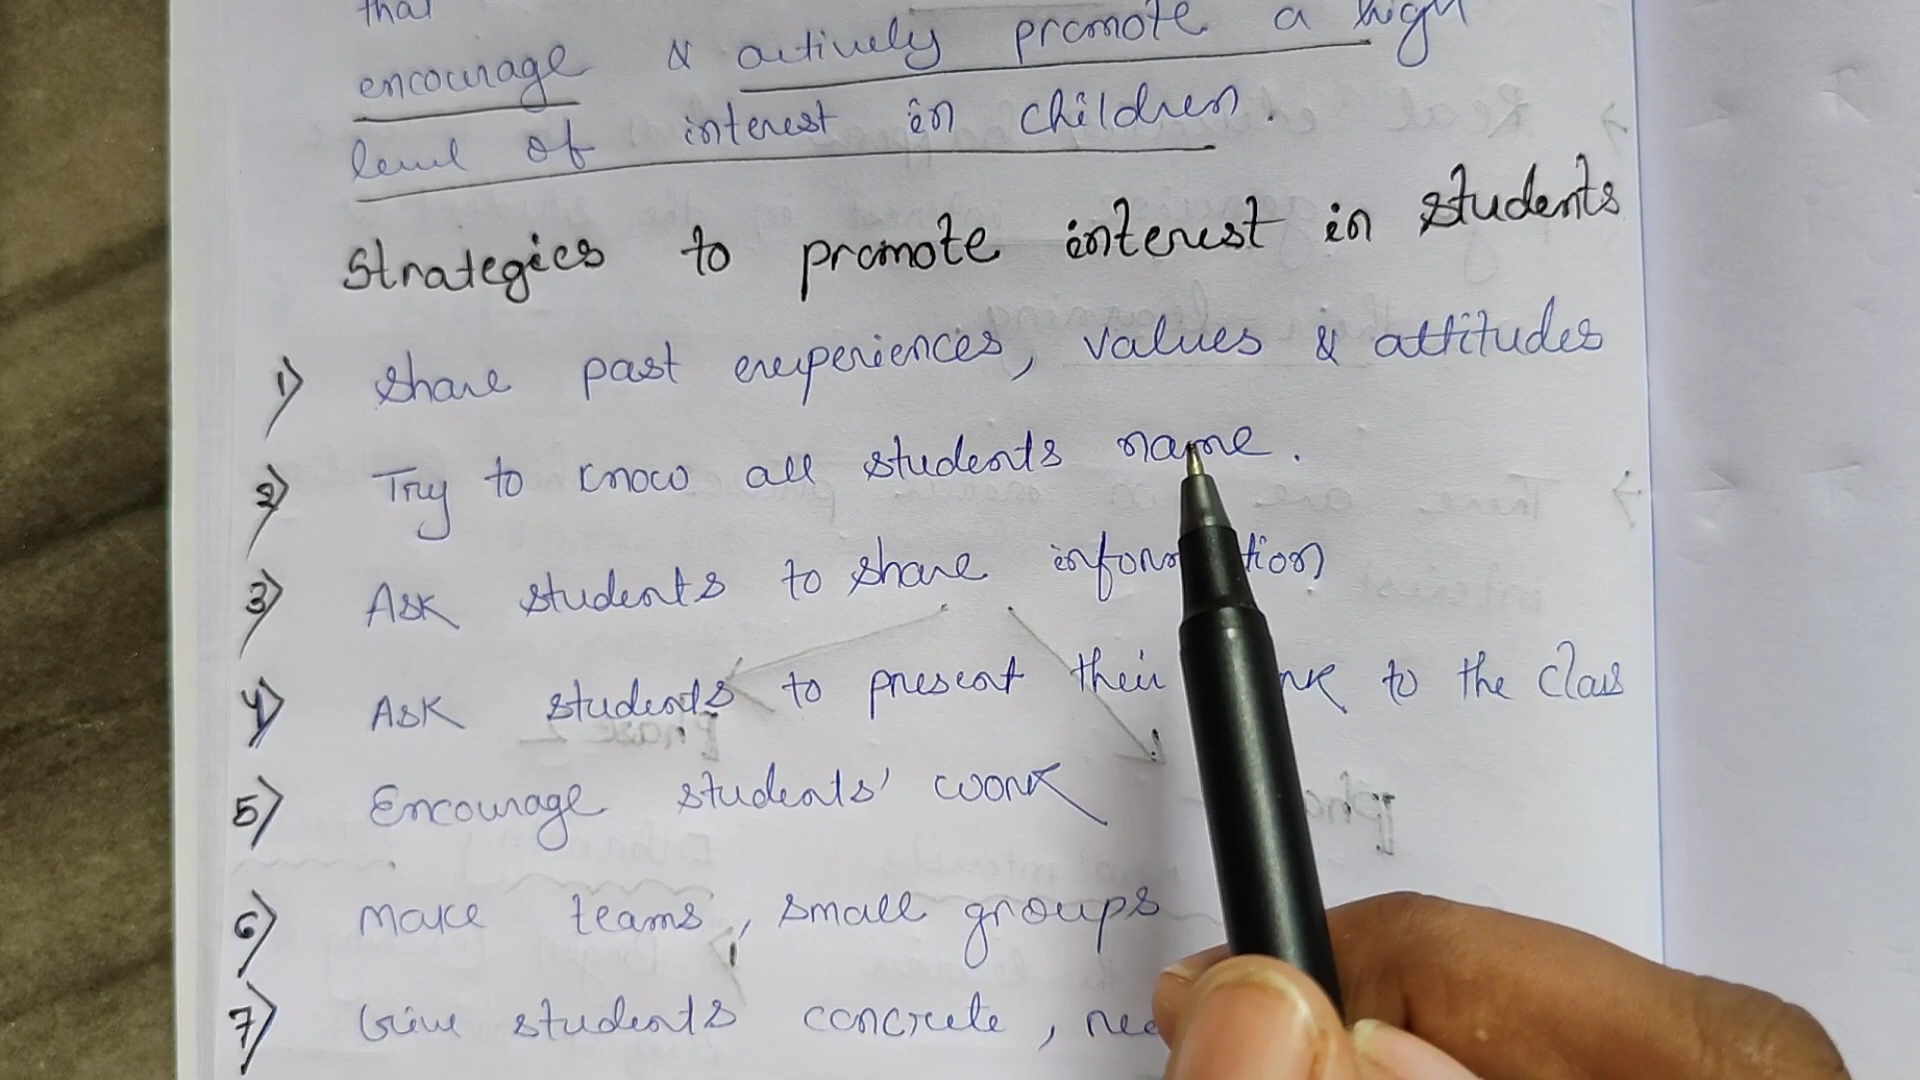 that
encourage & actively promote a high
level of interest in children.
Strategies to promote interest in students
1) Share past experiences, values & attitudes
2) Try to know all students name.
3) Ask students to share
4) Ask students to present their to the class
5) Encourage students' work
6) Make teams, small groups
7) Give students concrete,